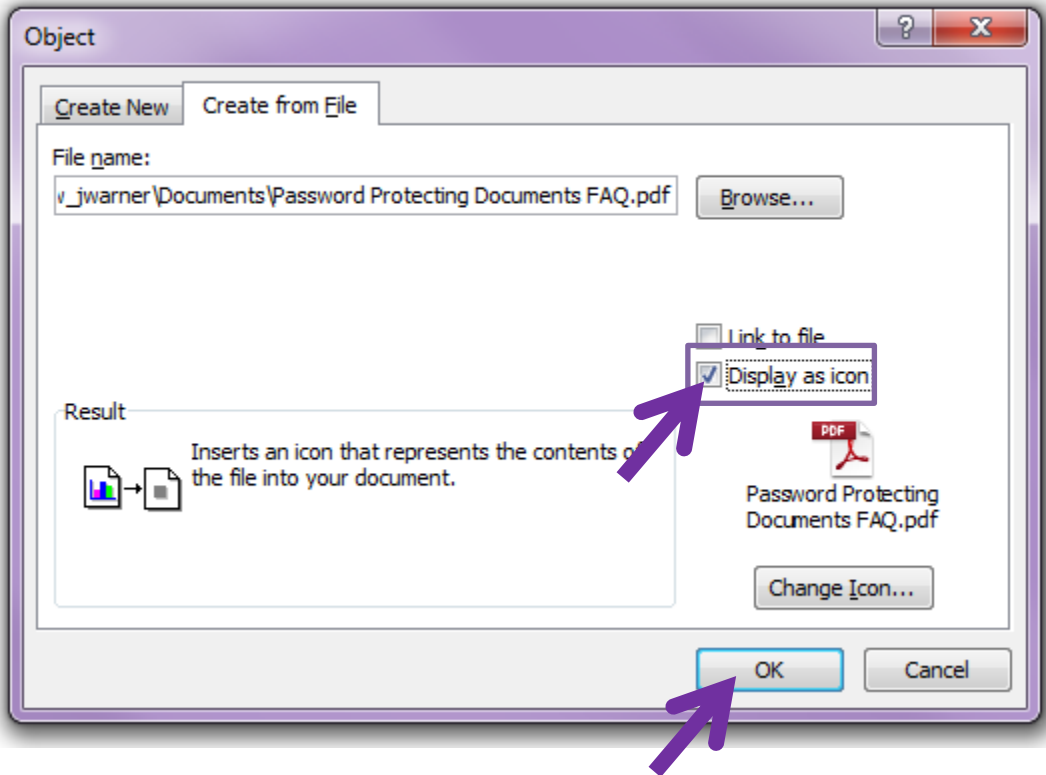 Object
Create New
Create from File
File name:
v_jwarner\Documents\Password Protecting Documents FAQ.pdf
Browse...
Link to file
Display as icon
Result
Inserts an icon that represents the contents of
the file into your document.
PDF
Password Protecting
Documents FAQ.pdf
Change Icon...
OK
Cancel